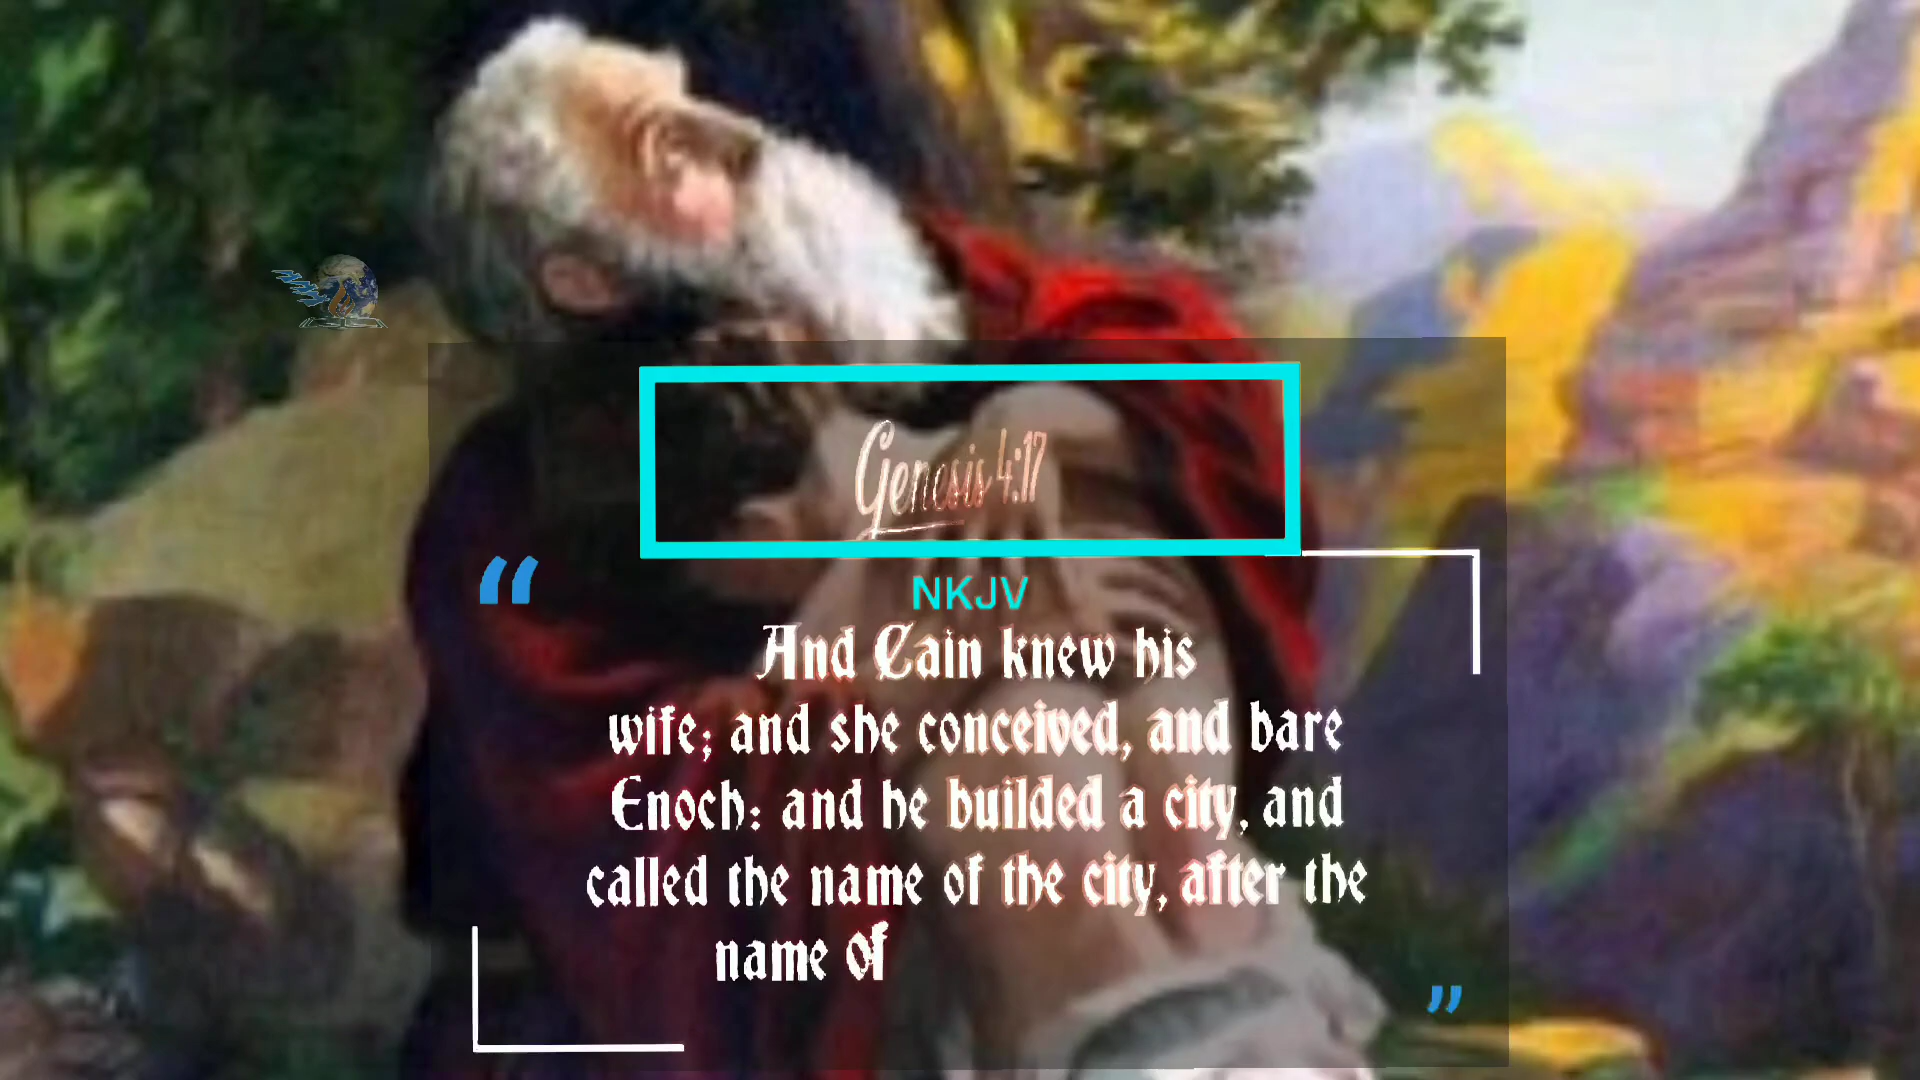 Genesis 4:17
“
NKJV
And Cain knew his
wife; and she conceived, and bare
Enoch: and he builded a city, and
called the name of the city, after the
name of
”